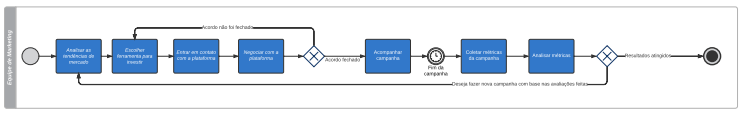 Equipe de Marketing
Acordo não foi fechado
Analisar as
tendências de
mercado
Escolher
ferramenta para
investir
Entrar em contato
com a plataforma
Negociar com a
plataforma
Acordo fechado
Acompanhar
campanha
Fim da
campanha
Coletar métricas
da campanha
Analisar métricas
Resultados atingidos
Deseja fazer nova campanha com base nas avaliações feitas